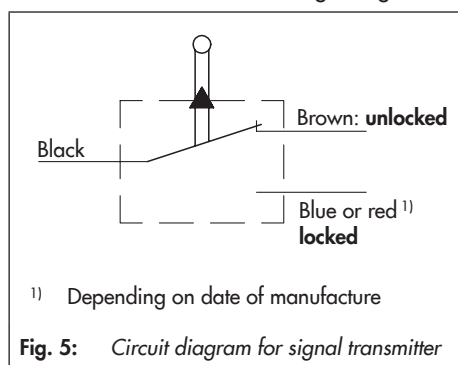 Brown: unlocked
Black
Blue or red 1)
locked
1) Depending on date of manufacture
Fig. 5: Circuit diagram for signal transmitter